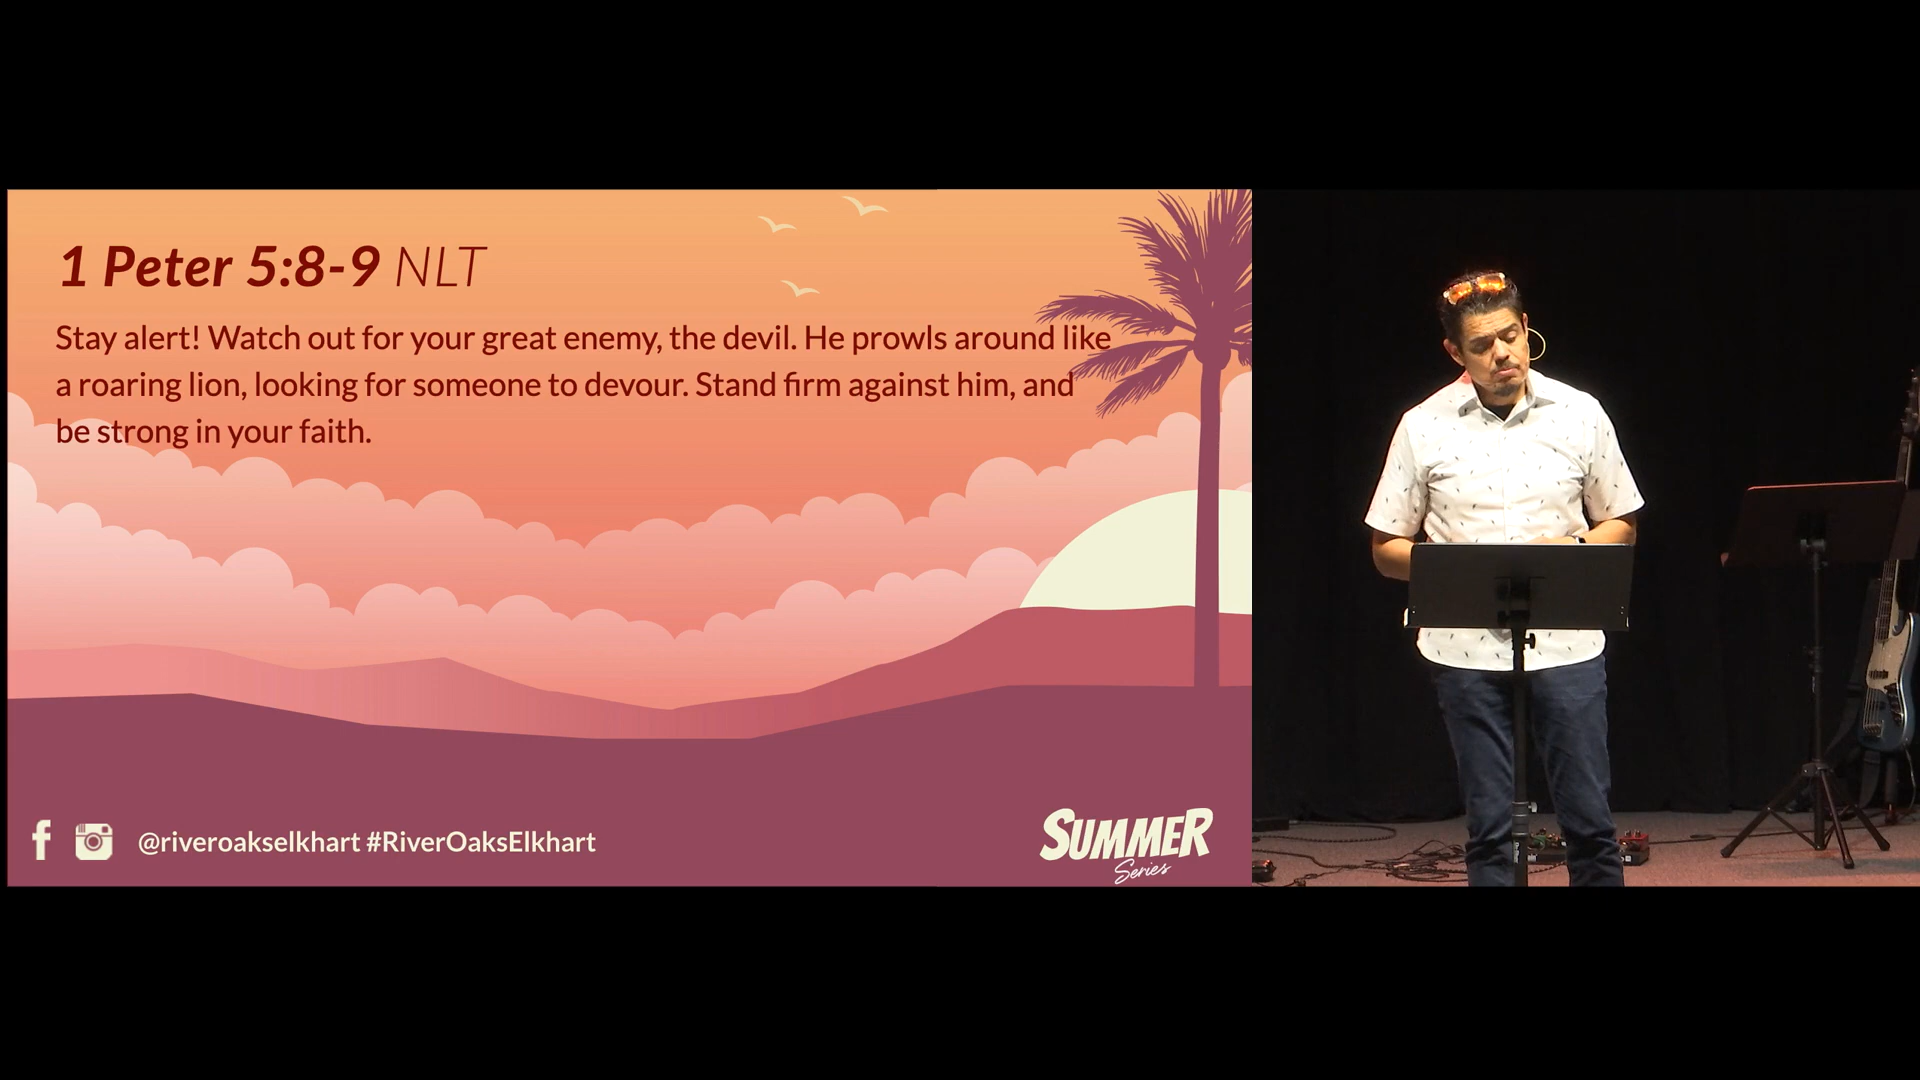 1 Peter 5:8-9 NLT
Stay alert! Watch out for your great enemy, the devil. He prowls around like
a roaring lion, looking for someone to devour. Stand firm against him, and
be strong in your faith.
@riveroakselkhart #RiverOaksElkhart
SUMMER
Series